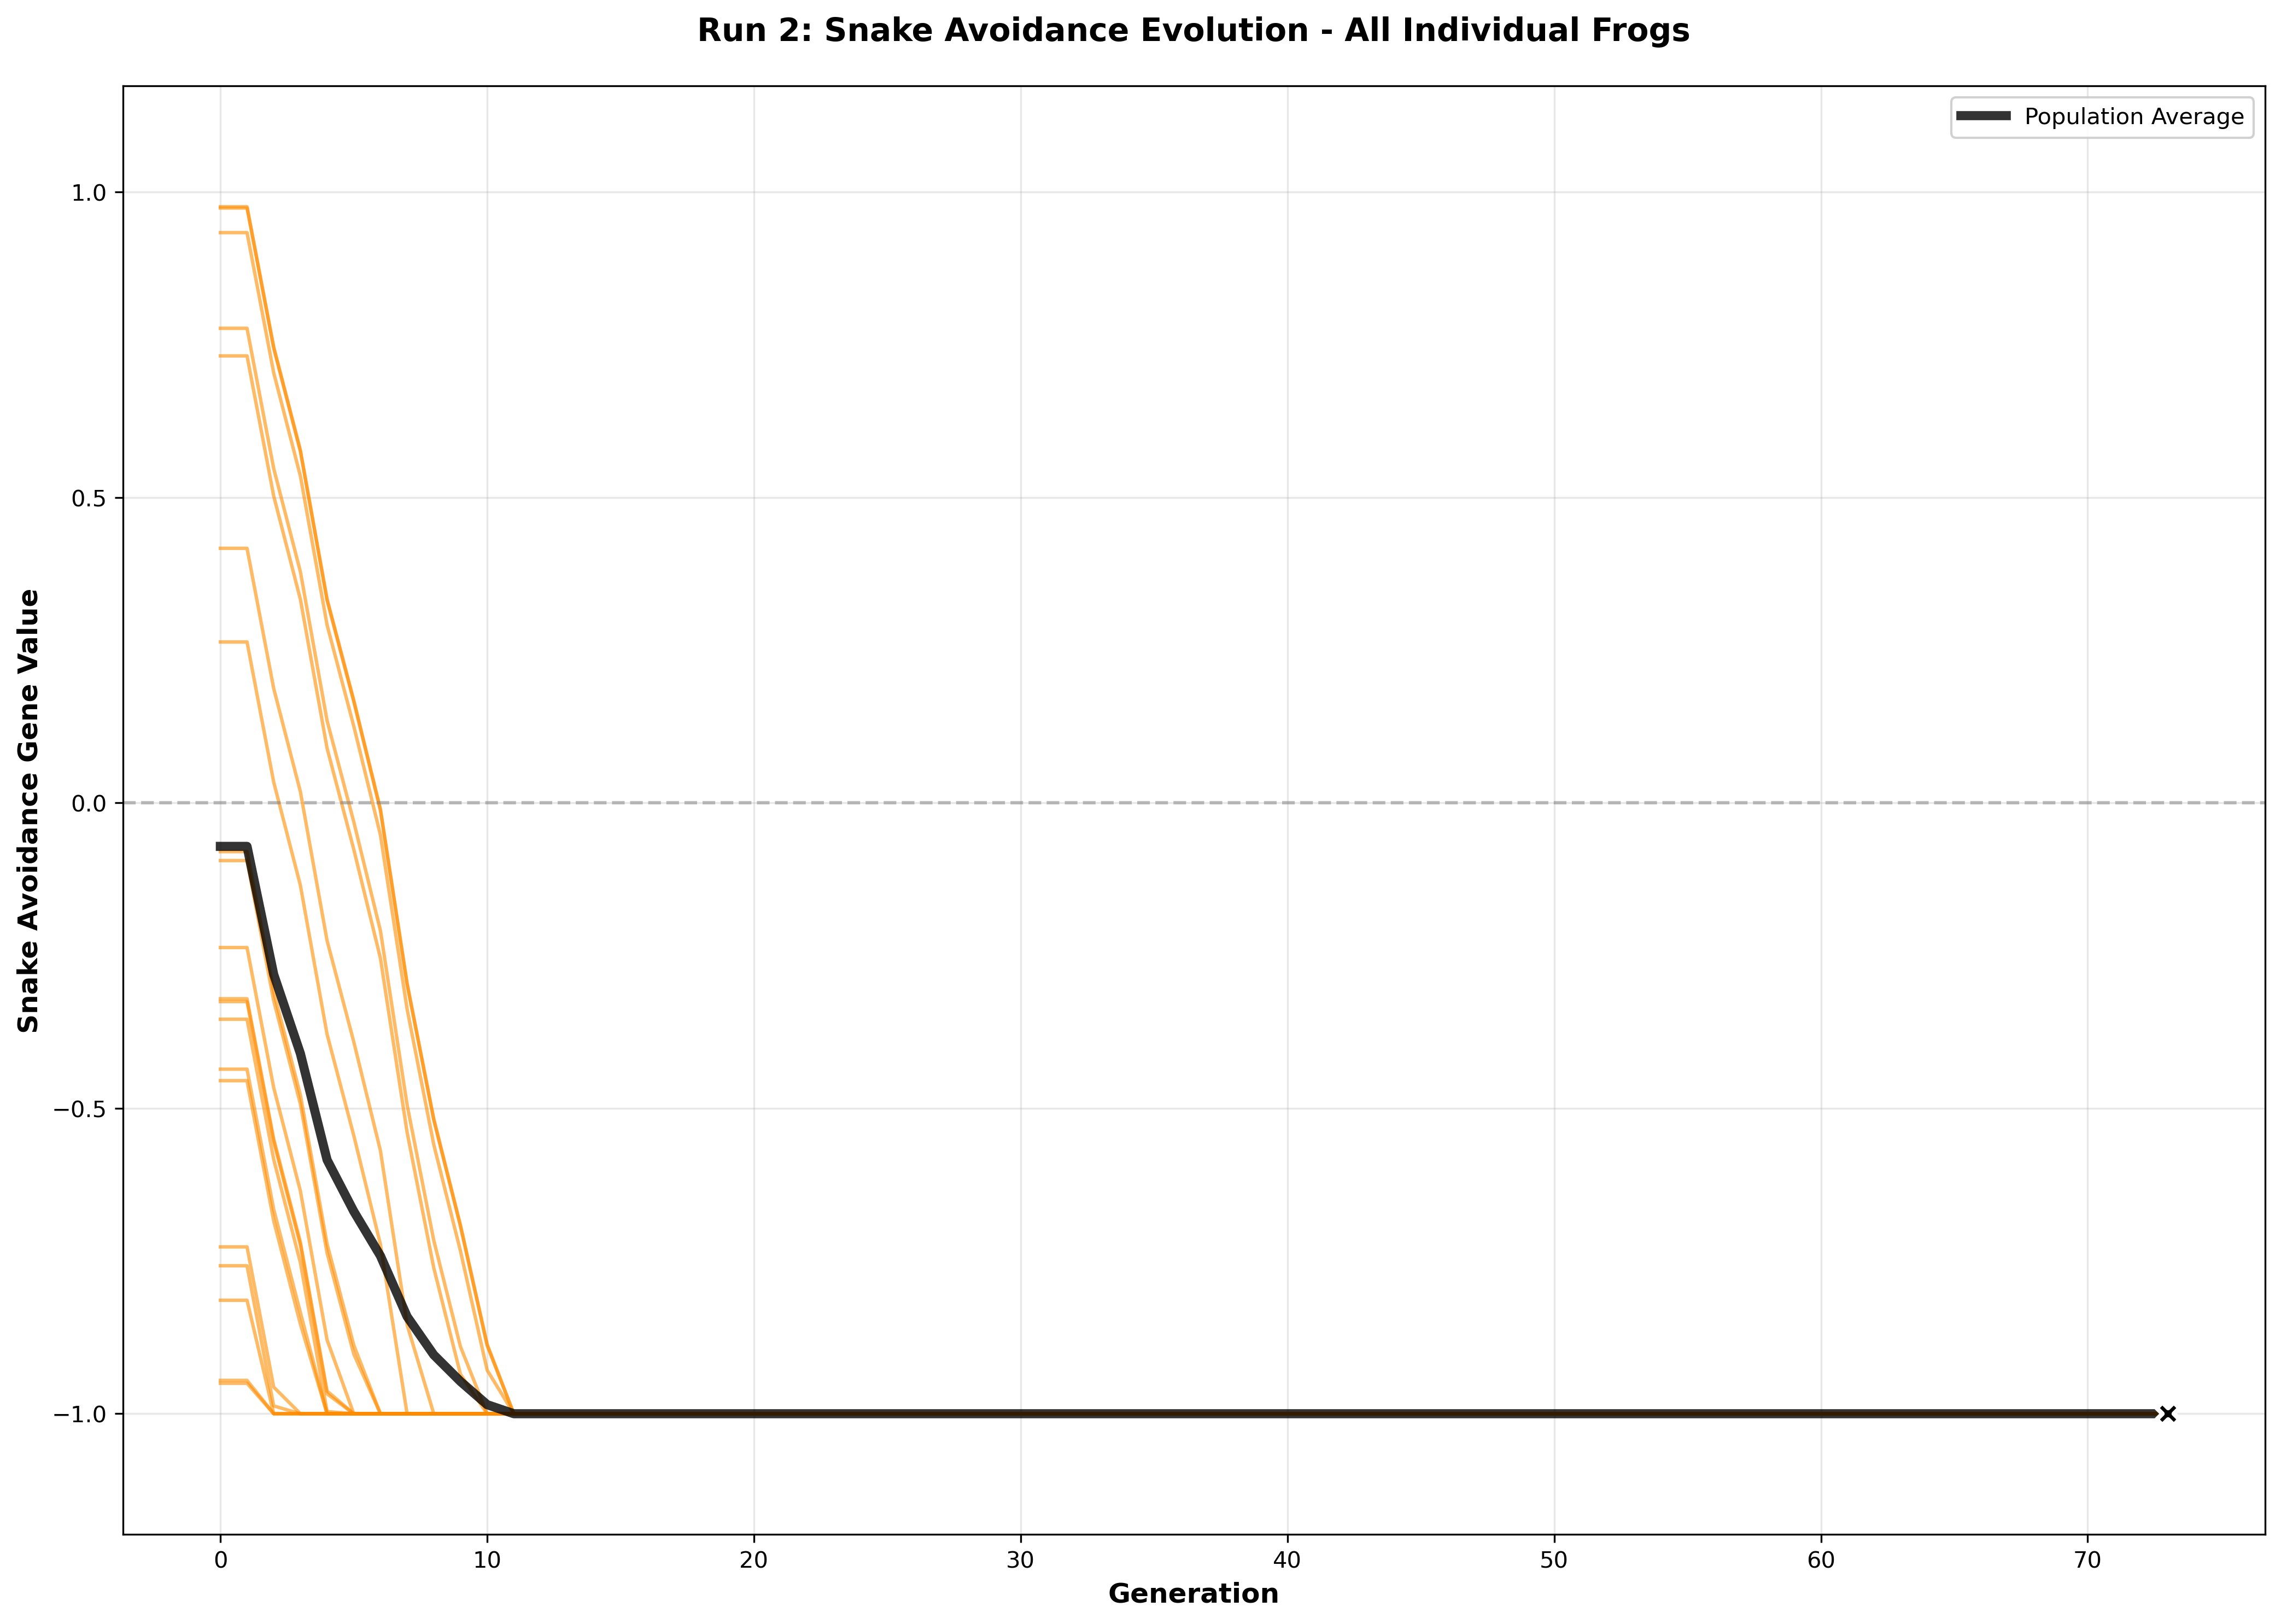 Run 2: Snake Avoidance Evolution - All Individual Frogs
Population Average
1.0
0.5
0.0
−0.5
−1.0
Snake Avoidance Gene Value
0 10 20 30 40 50 60 70
Generation